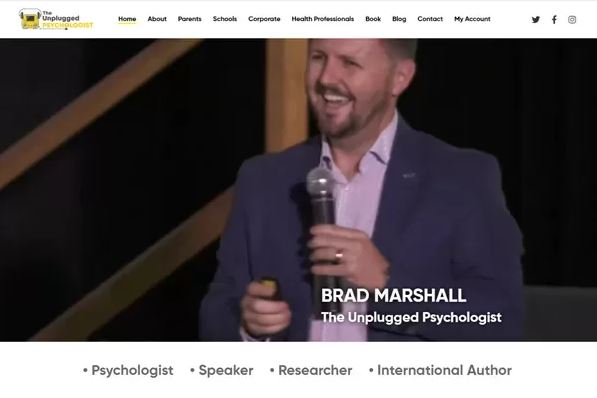 The
Unplugged
PSYCHOLOGIST
Home About Parents Schools Corporate Health Professionals Book Blog Contact My Account
BRAD MARSHALL
The Unplugged Psychologist
• Psychologist • Speaker • Researcher • International Author